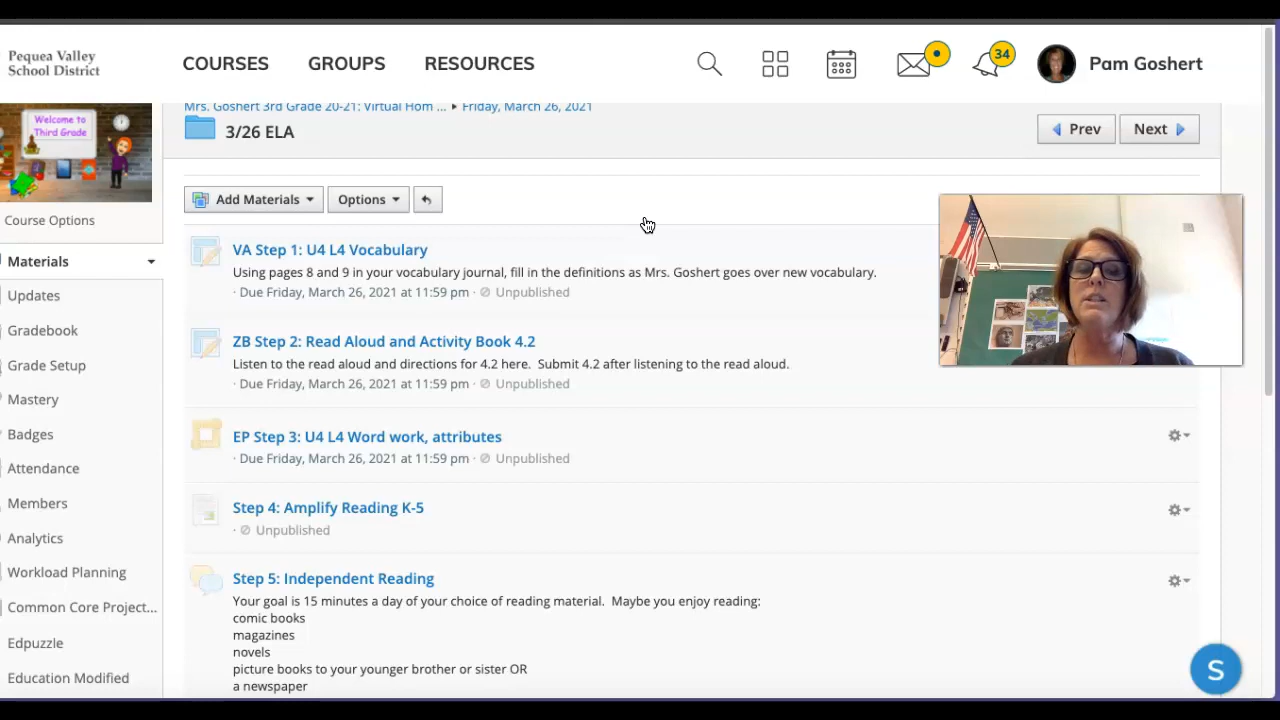 Pequea Valley
School District
COURSES
GROUPS
RESOURCES
34
Pam Goshert
Welcome to
Third Grade
Mrs. Goshert 3rd Grade 20-21: Virtual Hom ... ▸ Friday, March 26, 2021
3/26 ELA
Prev
Next
Course Options
Add Materials
Options
Materials
Updates
Gradebook
Grade Setup
Mastery
Badges
Attendance
Members
Analytics
Workload Planning
Common Core Project...
Edpuzzle
Education Modified
VA Step 1: U4 L4 Vocabulary
Using pages 8 and 9 in your vocabulary journal, fill in the definitions as Mrs. Goshert goes over new vocabulary.
· Due Friday, March 26, 2021 at 11:59 pm · Unpublished
ZB Step 2: Read Aloud and Activity Book 4.2
Listen to the read aloud and directions for 4.2 here. Submit 4.2 after listening to the read aloud.
· Due Friday, March 26, 2021 at 11:59 pm · Unpublished
EP Step 3: U4 L4 Word work, attributes
· Due Friday, March 26, 2021 at 11:59 pm · Unpublished
Step 4: Amplify Reading K-5
· Unpublished
Step 5: Independent Reading
Your goal is 15 minutes a day of your choice of reading material. Maybe you enjoy reading:
comic books
magazines
novels
picture books to your younger brother or sister OR
a newspaper
S